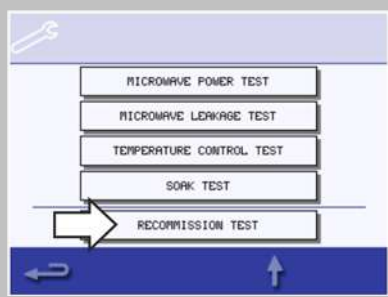 MICROWAVE POWER TEST
MICROWAVE LEAKAGE TEST
TEMPERATURE CONTROL TEST
SOAK TEST
RECOMMISSION TEST